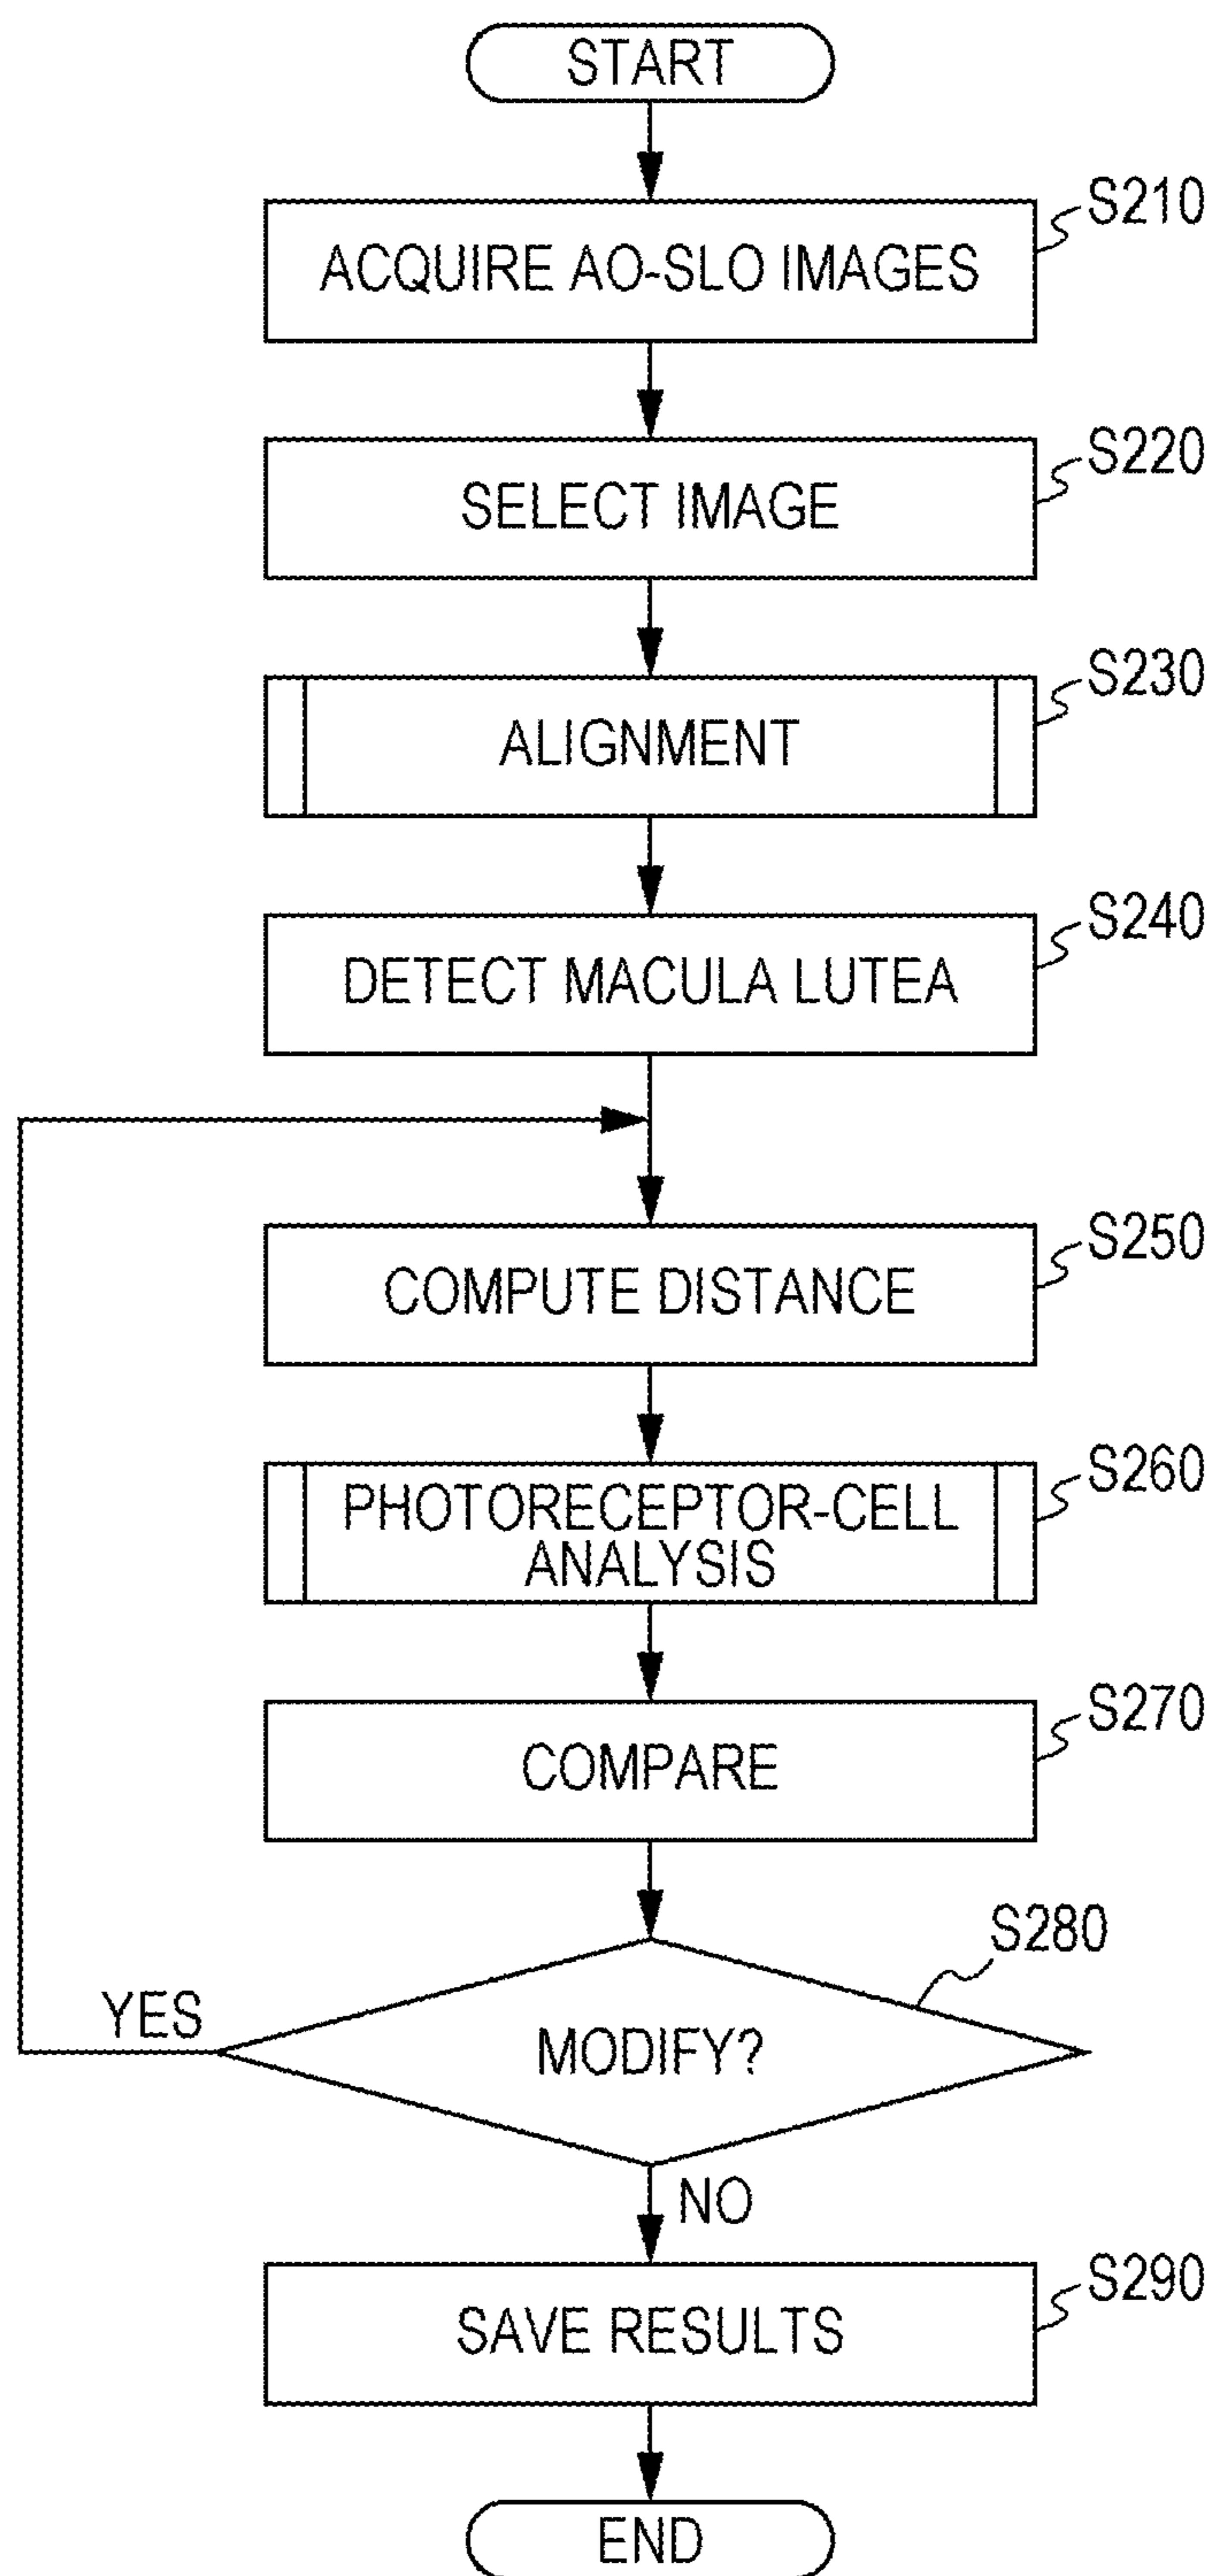 START
S210
ACQUIRE AO-SLO IMAGES
S220
SELECT IMAGE
S230
ALIGNMENT
S240
DETECT MACULA LUTEA
S250
COMPUTE DISTANCE
S260
PHOTORECEPTOR-CELL
ANALYSIS
S270
COMPARE
S280
YES
MODIFY?
NO
S290
SAVE RESULTS
END